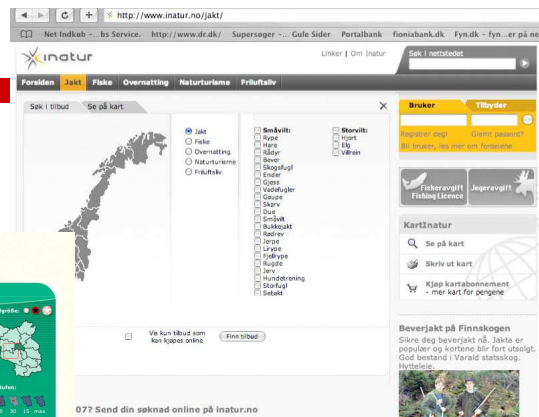 http://www.inatur.no/jakt/
Net Indkøb -...bs Service. http://www.dr.dk/ Supersøger -... Gule Sider Portalbank fioniabank.dk Fyn.dk - fyn...er på ne
inatur
Linker | Om Inatur
Søk i nettstedet
Forsiden Jakt Fiske Overnatting Naturturisme Friluftsliv
Søk i tilbud Se på kart
Jakt
Fiske
Overnatting
Naturturisme
Friluftsliv
Småvilt:
Rype
Hare
Rådyr
Bever
Skogsfugl
Ender
Gjess
Vadefugler
Gaupe
Skarv
Due
Småvilt
Bukkejakt
Rødrev
Jerpe
Lirype
Fjellrype
Rugde
Jerv
Hundetrening
Storfugl
Seløkt
Storvilt:
Hjort
Elg
Villrein
Vis kun tilbud som
kan kjøpes online
Finn tilbud
Bruker Tilbyder
Registrer deg! Glemt passord?
Bli bruker, les mer om fordelene
Fiskeravgift
Fishing Licence
Jegeravgift
KartInatur
Se på kart
Skriv ut kart
Kjøp kartabonnement
- mer kart for pengene
Beverjakt på Finnskogen
Sikre deg beverjakt nå. Jakta er
populær og kortene blir fort utsolgt.
God bestand i Varald statsskog.
Hytteleie.
größe:
tufen:
30 15 max
07? Send din søknad online på inatur.no